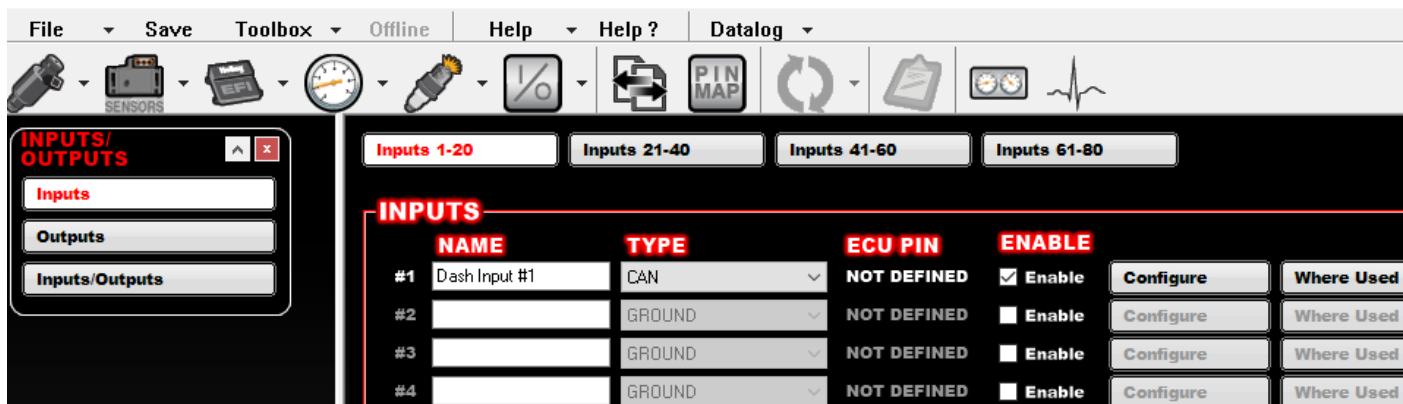 File Save Toolbox Offline Help Help ? Datalog
SENSORS Holley EFI I/O PIN MAP
INPUTS/
OUTPUTS
Inputs
Outputs
Inputs/Outputs
Inputs 1-20 Inputs 21-40 Inputs 41-60 Inputs 61-80
INPUTS
NAME TYPE ECU PIN ENABLE
#1 Dash Input #1 CAN NOT DEFINED Enable Configure Where Used
#2 GROUND NOT DEFINED Enable Configure Where Used
#3 GROUND NOT DEFINED Enable Configure Where Used
#4 GROUND NOT DEFINED Enable Configure Where Used